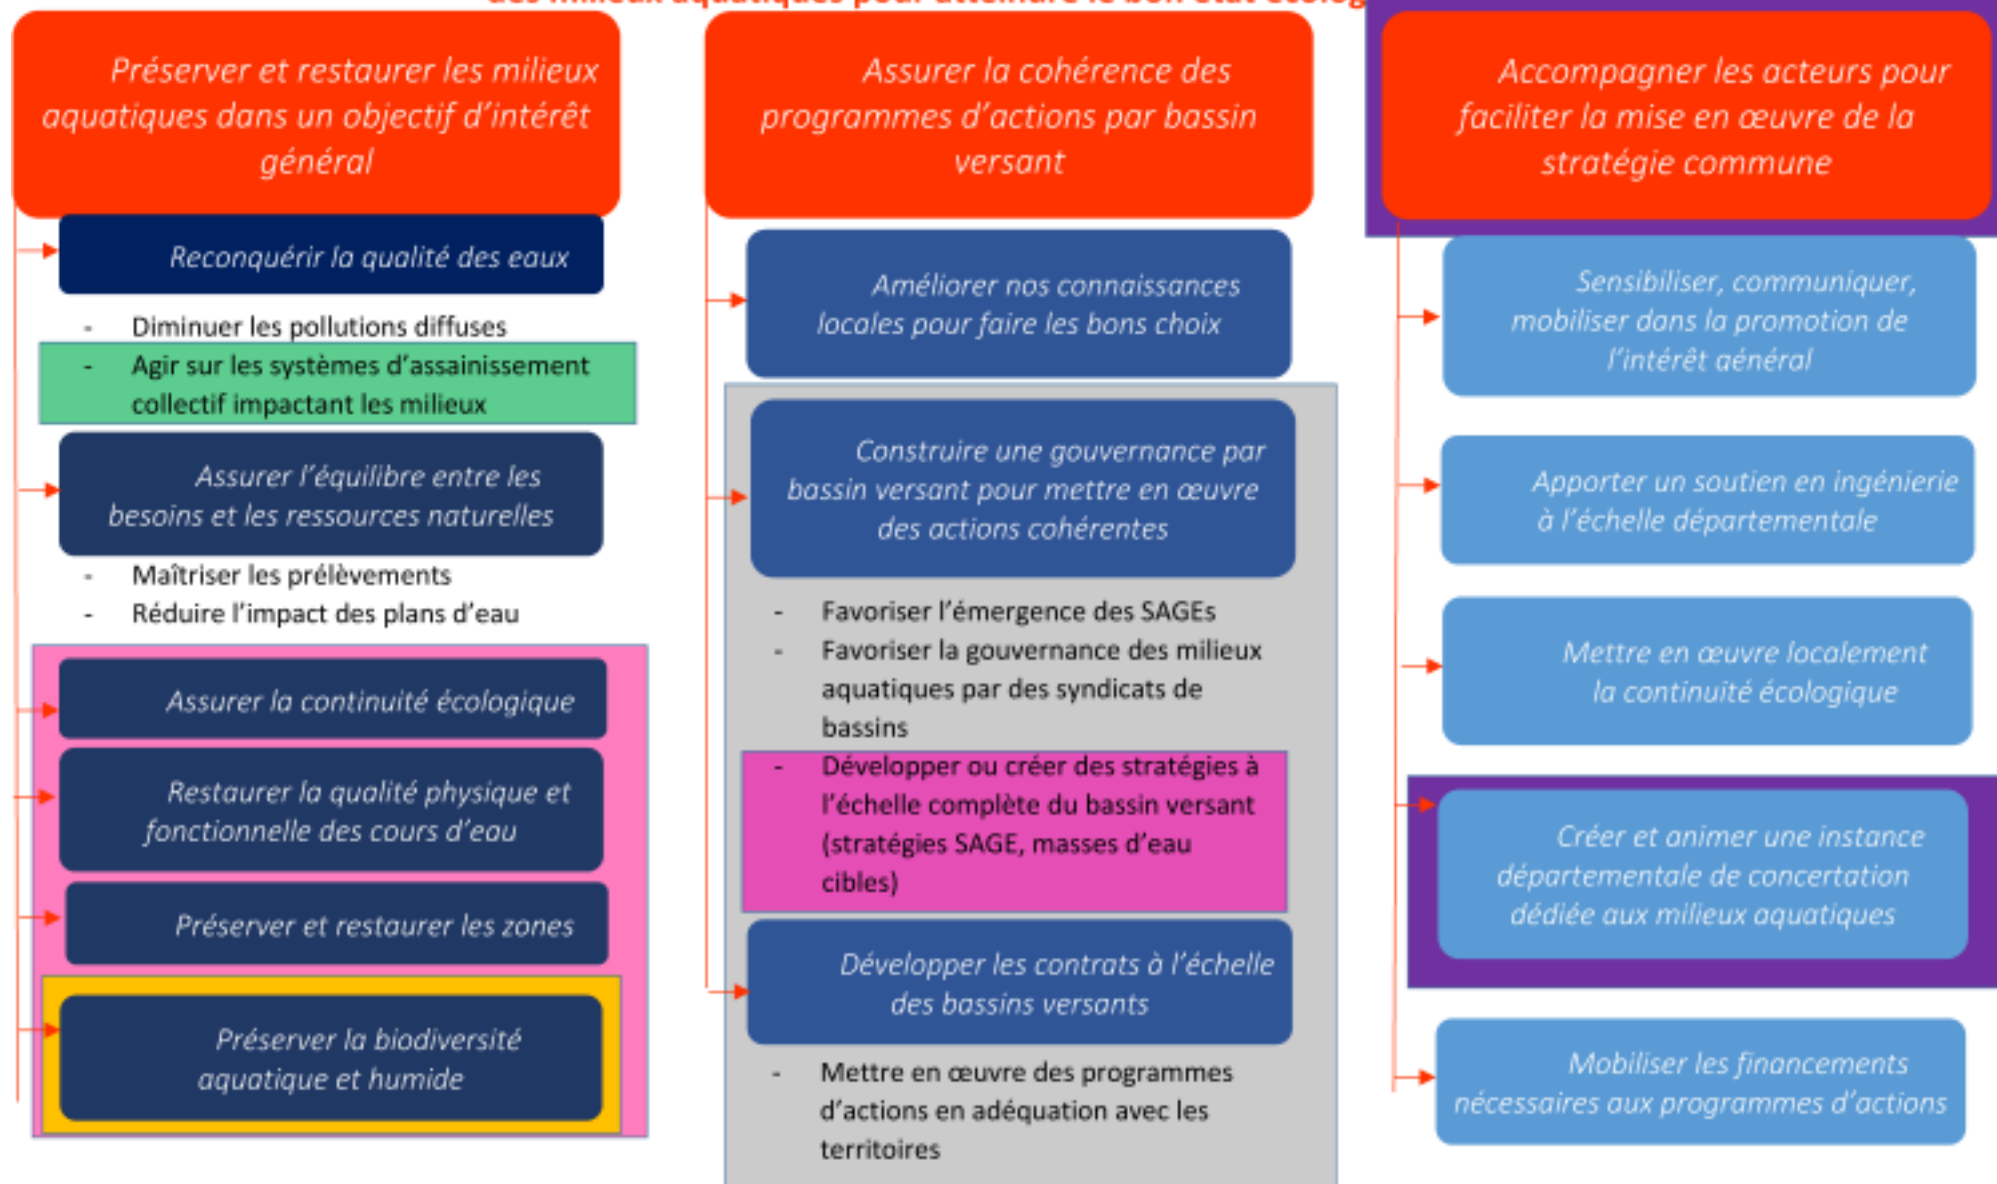 des milieux aquatiques pour atteindre le bon état écolog
Préserver et restaurer les milieux
aquatiques dans un objectif d'intérêt
général
Reconquérir la qualité des eaux
- Diminuer les pollutions diffuses
- Agir sur les systèmes d'assainissement
collectif impactant les milieux
Assurer l'équilibre entre les
besoins et les ressources naturelles
- Maîtriser les prélèvements
- Réduire l'impact des plans d'eau
Assurer la continuité écologique
Restaurer la qualité physique et
fonctionnelle des cours d'eau
Préserver et restaurer les zones
Préserver la biodiversité
aquatique et humide
Assurer la cohérence des
programmes d'actions par bassin
versant
Améliorer nos connaissances
locales pour faire les bons choix
Construire une gouvernance par
bassin versant pour mettre en œuvre
des actions cohérentes
- Favoriser l'émergence des SAGEs
- Favoriser la gouvernance des milieux
aquatiques par des syndicats de
bassins
- Développer ou créer des stratégies à
l'échelle complète du bassin versant
(stratégies SAGE, masses d'eau
cibles)
Développer les contrats à l'échelle
des bassins versants
- Mettre en œuvre des programmes
d'actions en adéquation avec les
territoires
Accompagner les acteurs pour
faciliter la mise en œuvre de la
stratégie commune
Sensibiliser, communiquer,
mobiliser dans la promotion de
l'intérêt général
Apporter un soutien en ingénierie
à l'échelle départementale
Mettre en œuvre localement
la continuité écologique
Créer et animer une instance
départementale de concertation
dédiée aux milieux aquatiques
Mobiliser les financements
nécessaires aux programmes d'actions